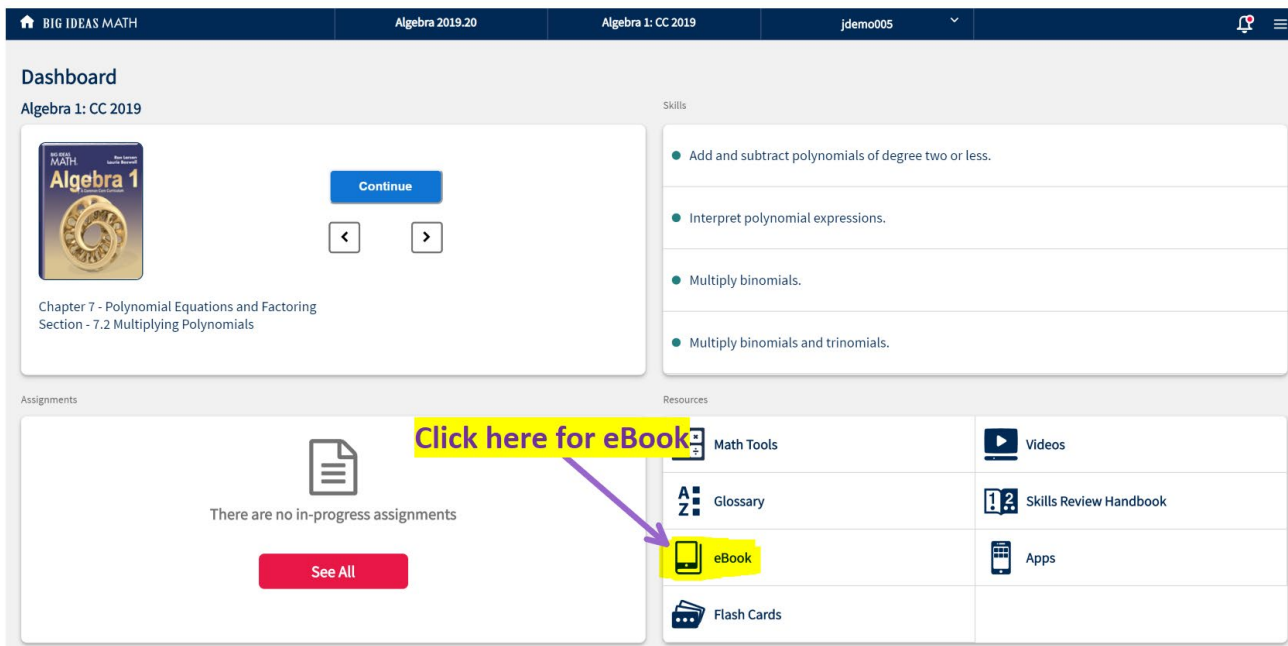 BIG IDEAS MATH
Algebra 2019.20
Algebra 1: CC 2019
jdemo005
Dashboard
Algebra 1: CC 2019
BIG IDEAS
MATH
Ron Larson
Laurie Boswell
Algebra 1
A Common Core Curriculum
Continue
Chapter 7 - Polynomial Equations and Factoring
Section - 7.2 Multiplying Polynomials
Skills
Add and subtract polynomials of degree two or less.
Interpret polynomial expressions.
Multiply binomials.
Multiply binomials and trinomials.
Assignments
There are no in-progress assignments
See All
Click here for eBook
Resources
Math Tools
Videos
A
Z
Glossary
1 2
Skills Review Handbook
eBook
Apps
Flash Cards